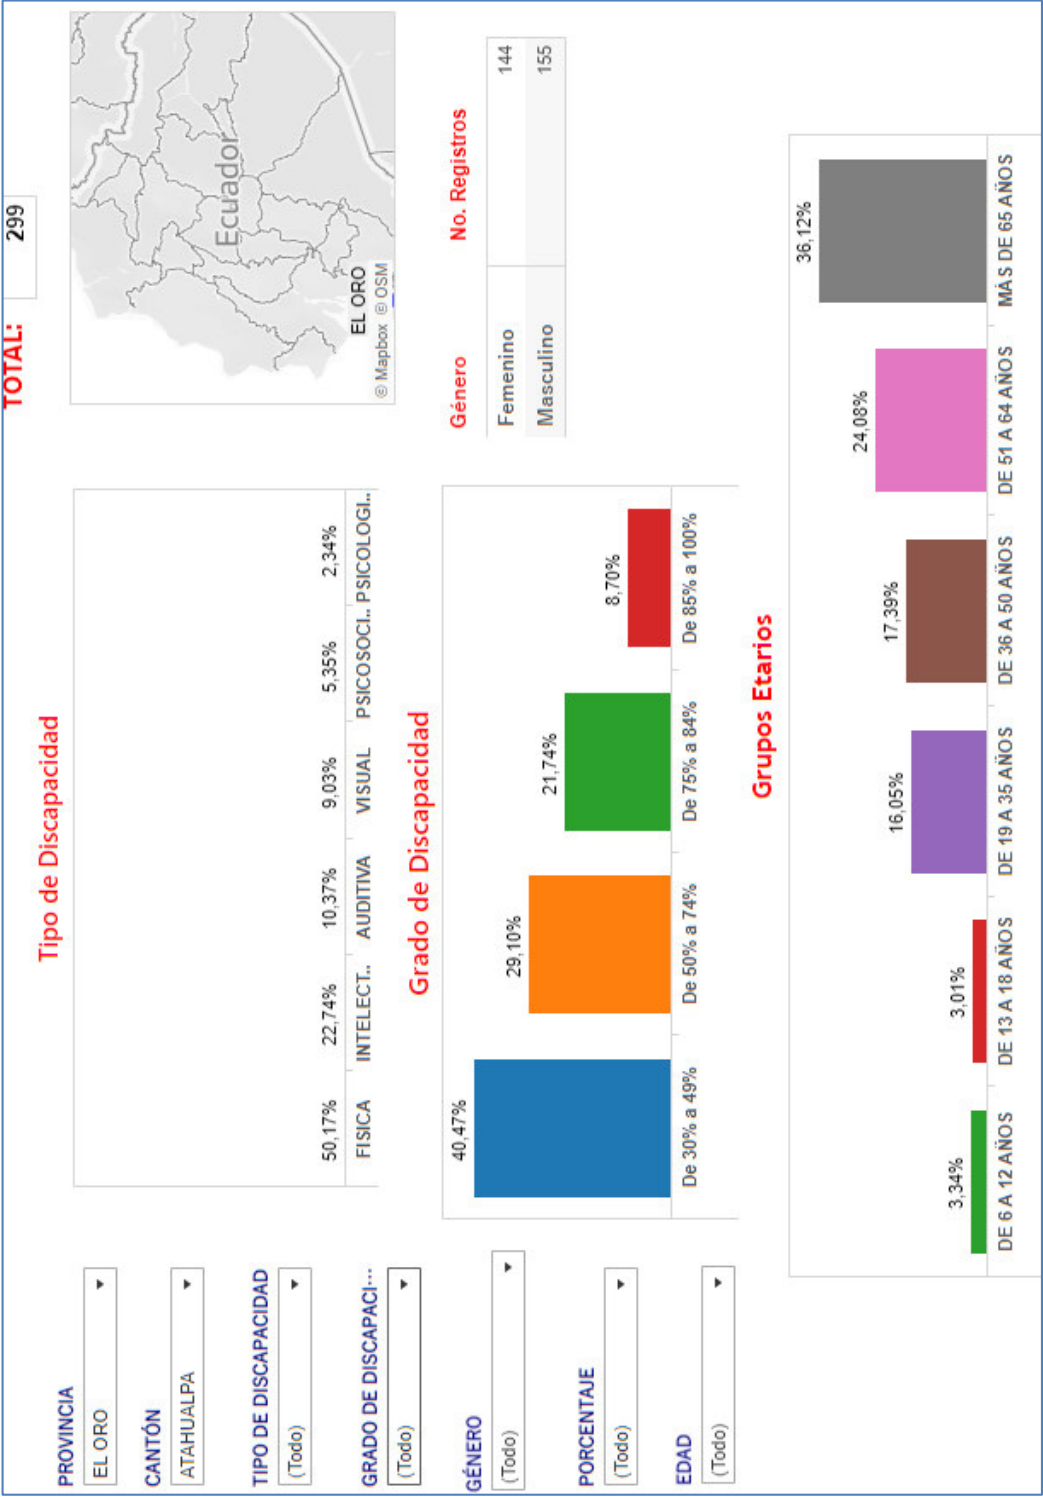 TOTAL:
299
PROVINCIA
EL ORO
CANTÓN
ATAHUALPA
TIPO DE DISCAPACIDAD
(Todo)
GRADO DE DISCAPACI...
(Todo)
GÉNERO
(Todo)
PORCENTAJE
(Todo)
EDAD
(Todo)
Tipo de Discapacidad
50,17% 22,74% 10,37% 9,03% 5,35% 2,34%
FISICA INTELECT.. AUDITIVA VISUAL PSICOSOCI.. PSICOLOGI..
Ecuador
EL ORO
© Mapbox © OSM
Grado de Discapacidad
40,47%
29,10%
21,74%
8,70%
De 30% a 49% De 50% a 74% De 75% a 84% De 85% a 100%
Género No. Registros
Femenino 144
Masculino 155
Grupos Etarios
3,34%
3,01%
16,05%
17,39%
24,08%
36,12%
DE 6 A 12 AÑOS DE 13 A 18 AÑOS DE 19 A 35 AÑOS DE 36 A 50 AÑOS DE 51 A 64 AÑOS MÁS DE 65 AÑOS